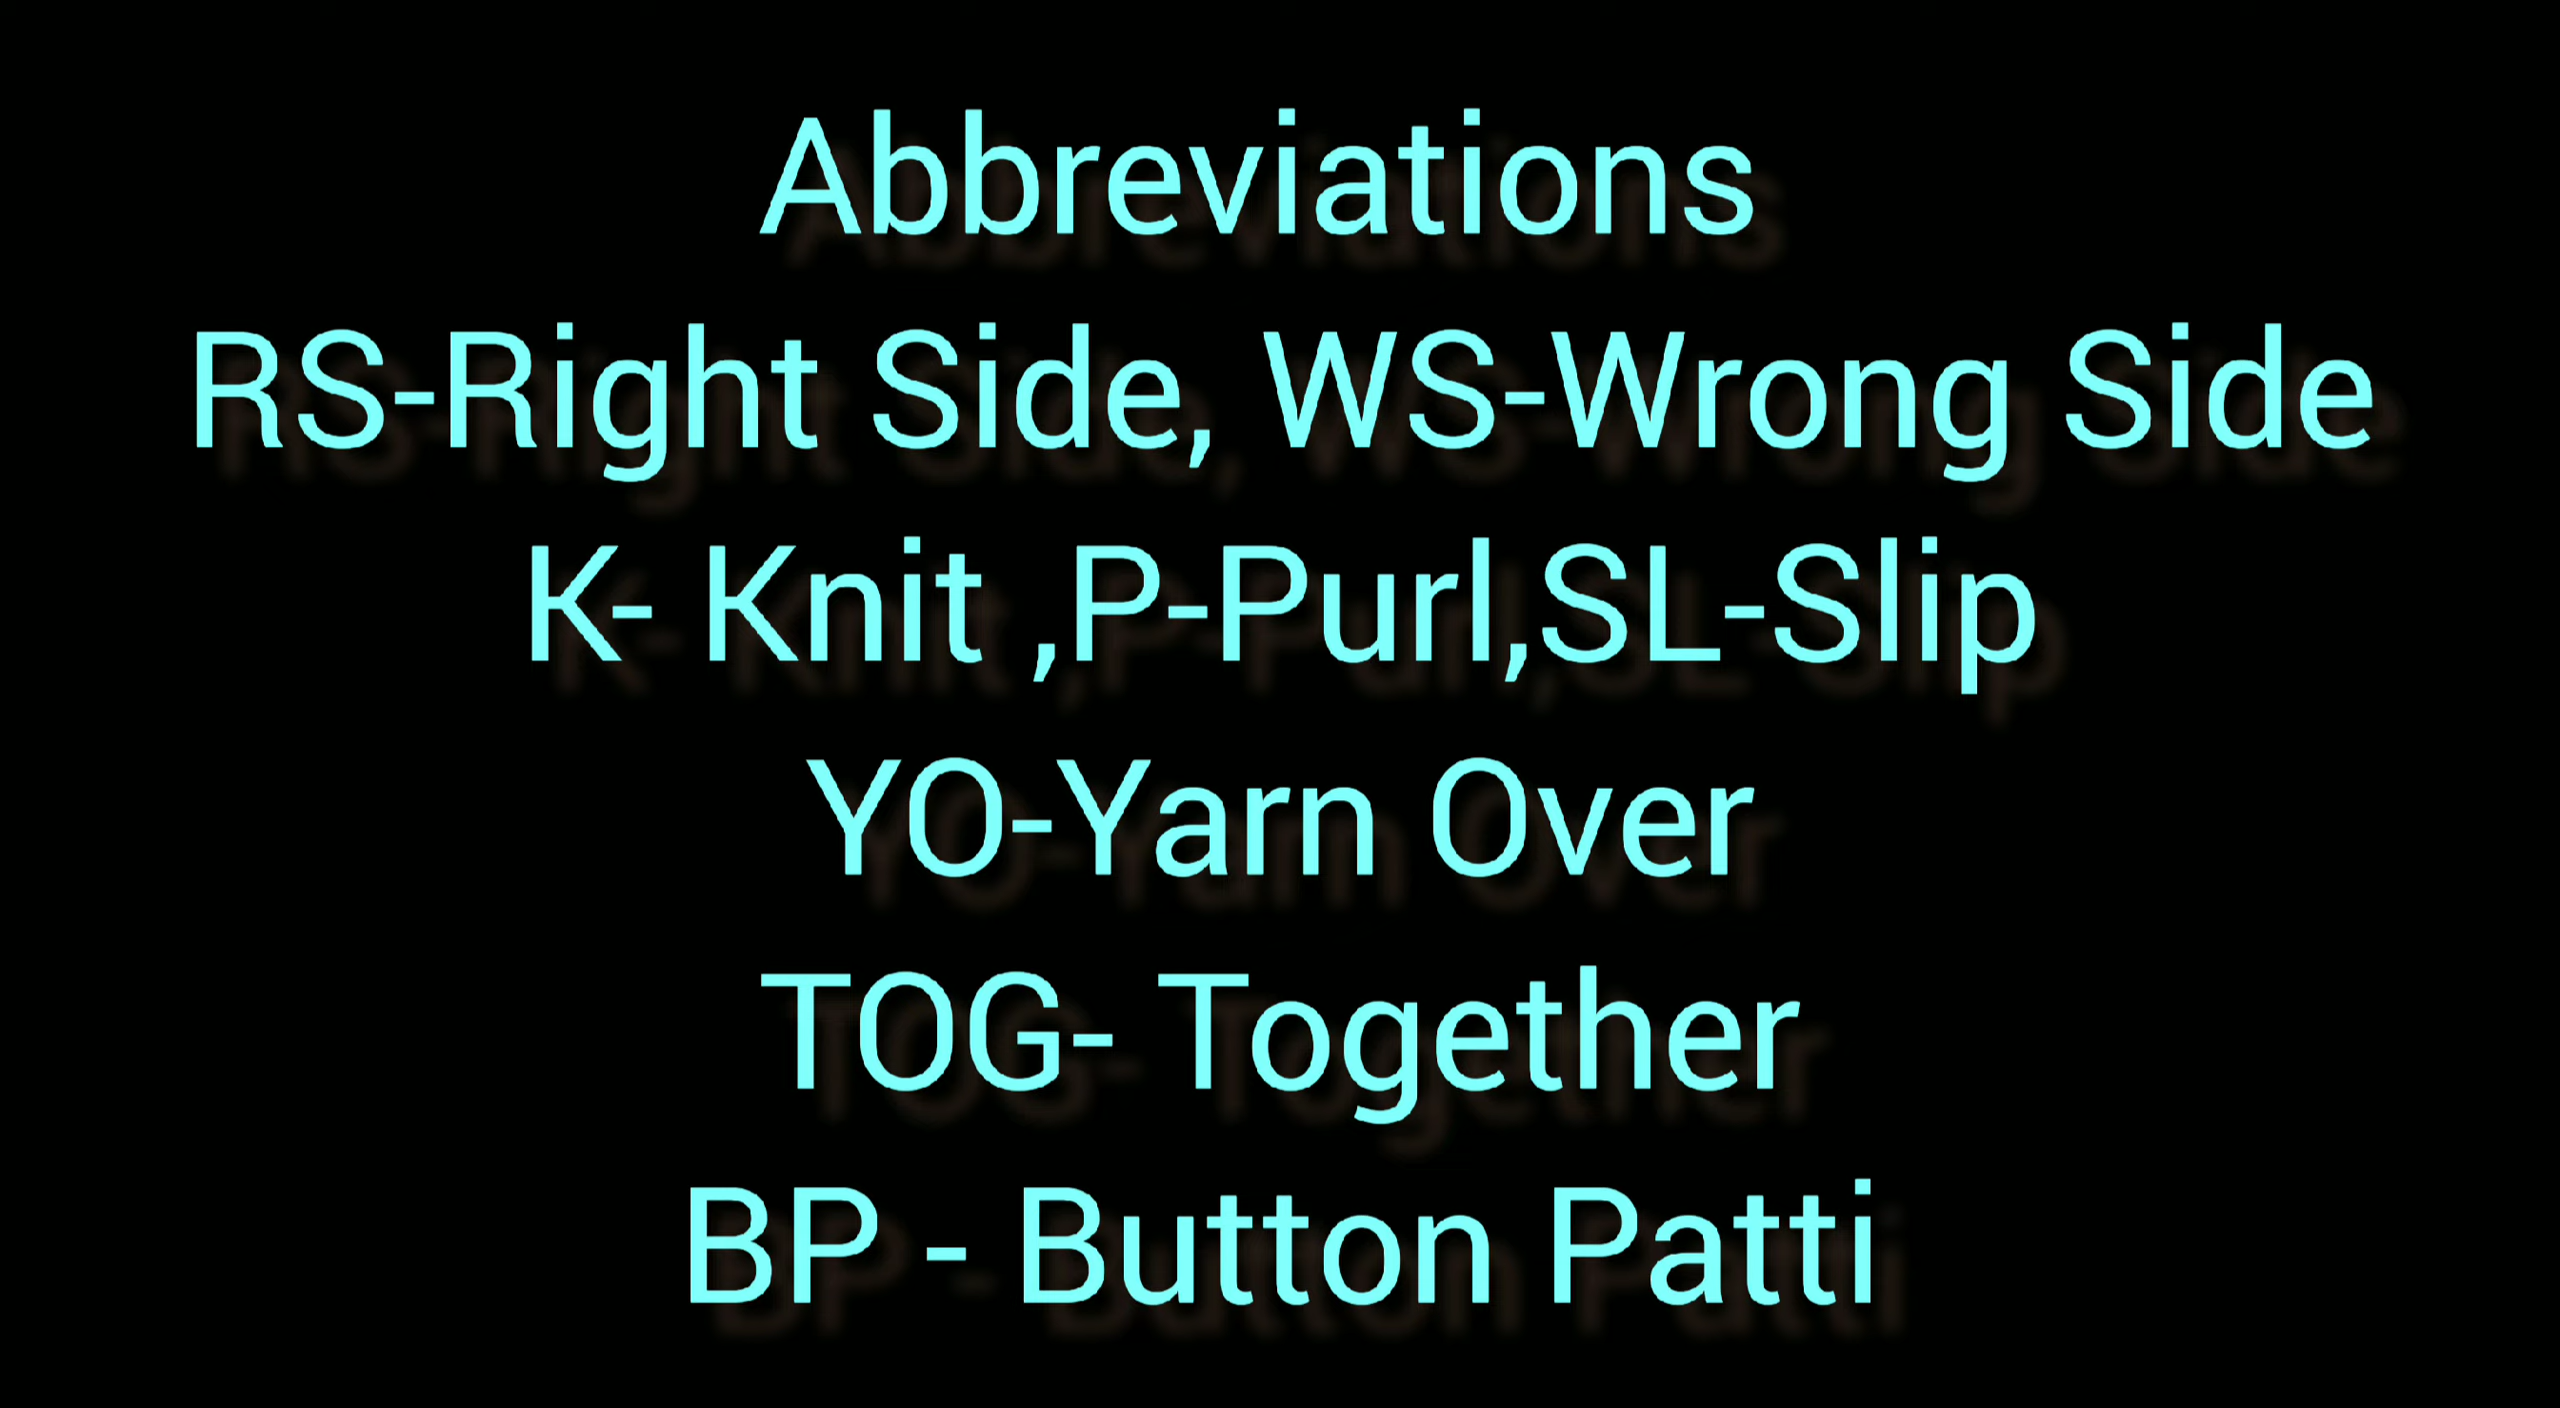 Abbreviations
RS-Right Side, WS-Wrong Side
K- Knit ,P-Purl,SL-Slip
YO-Yarn Over
TOG- Together
BP - Button Patti